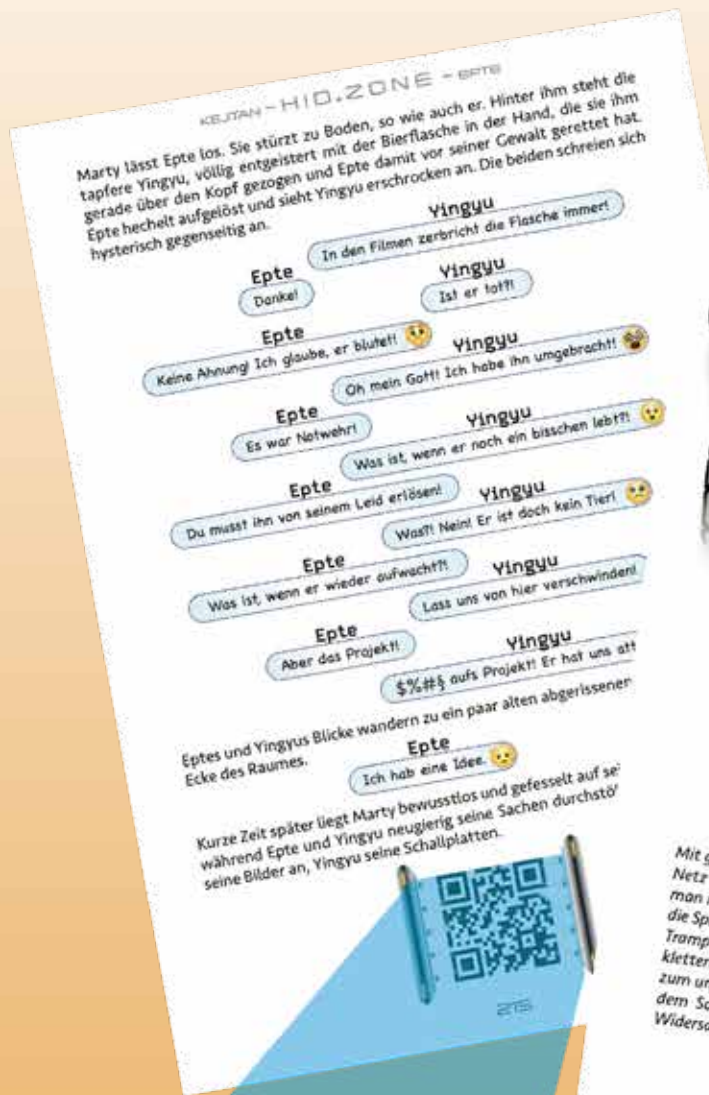 KEJTAN – HID.ZONE – EPTE
Marty lässt Epte los. Sie stürzt zu Boden, so wie auch er. Hinter ihm steht die
tapfere Yingyu, völlig entgeistert mit der Bierflasche in der Hand, die sie ihm
gerade über den Kopf gezogen und Epte damit vor seiner Gewalt gerettet hat.
Epte hechelt aufgelöst und sieht Yingyu erschrocken an. Die beiden schreien sich
hysterisch gegenseitig an.
Yingyu
In den Filmen zerbricht die Flasche immer!
Epte
Danke!
Yingyu
Ist er tot?!
Epte
Keine Ahnung! Ich glaube, er blutet!
Yingyu
Oh mein Gott! Ich habe ihn umgebracht!
Epte
Es war Notwehr!
Yingyu
Was ist, wenn er noch ein bisschen lebt?!
Epte
Du musst ihn von seinem Leid erlösen!
Yingyu
Was?! Nein! Er ist doch kein Tier!
Epte
Was ist, wenn er wieder aufwacht?!
Yingyu
Lass uns von hier verschwinden!
Epte
Aber das Projekt!
Yingyu
$%#§ aufs Projekt! Er hat uns att
Eptes und Yingyus Blicke wandern zu ein paar alten abgerissenen
Ecke des Raumes.
Epte
Ich hab eine Idee.
Kurze Zeit später liegt Marty bewusstlos und gefesselt auf sei
während Epte und Yingyu neugierig seine Sachen durchstö
seine Bilder an, Yingyu seine Schallplatten.
215
Mit g
Netz
man
die Sp
Tramp
kletter
zum un
dem Sc
Widersa